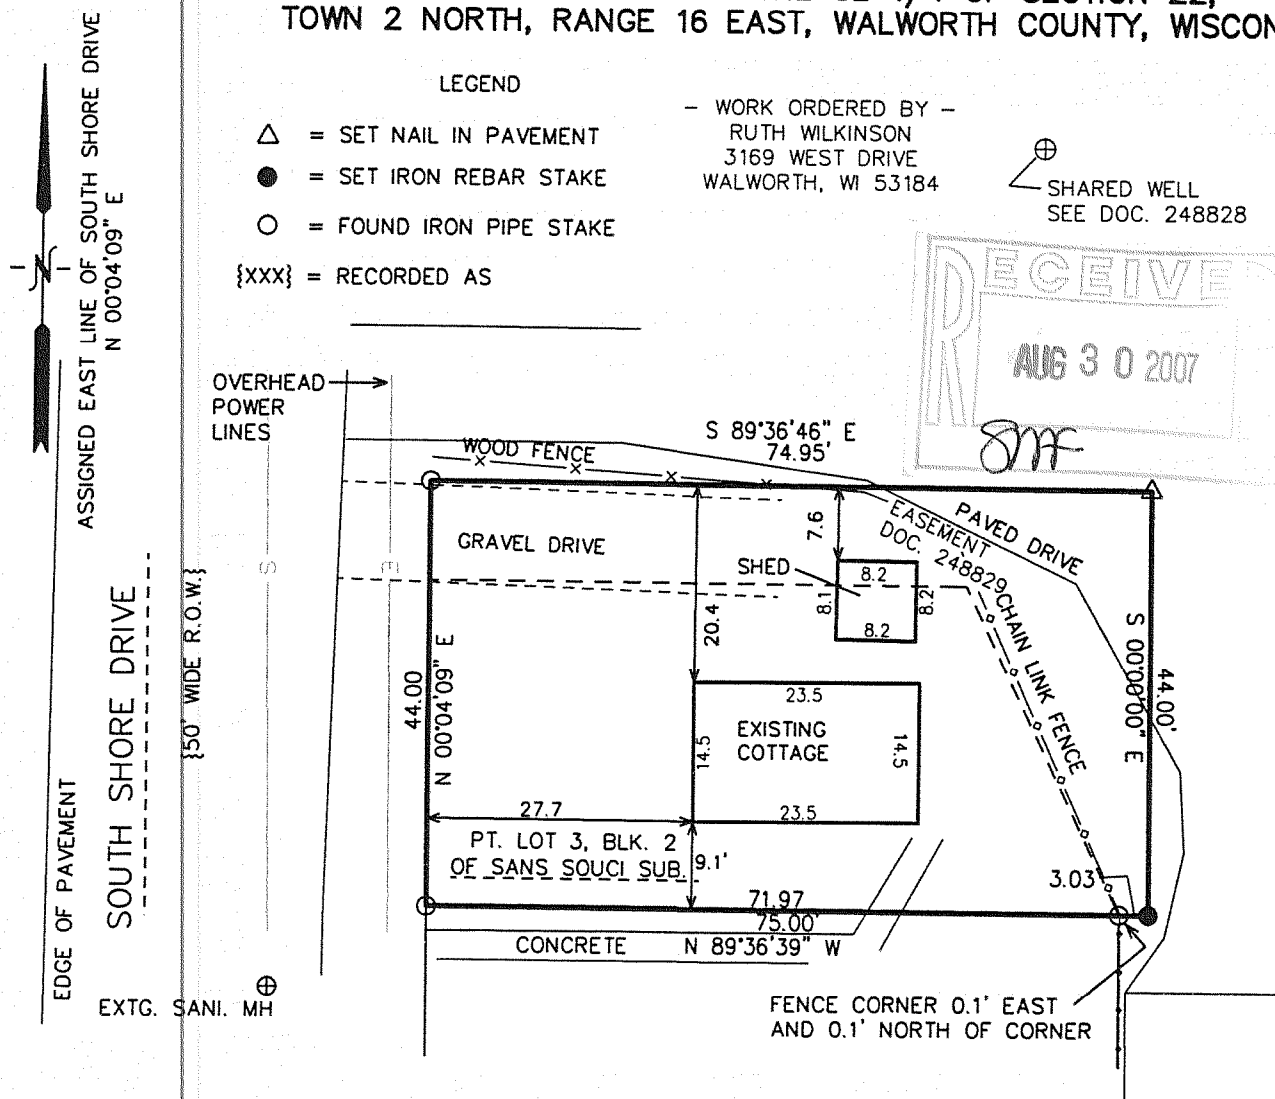 TOWN 2 NORTH, RANGE 16 EAST, WALWORTH COUNTY, WISCON
LEGEND
△ = SET NAIL IN PAVEMENT
● = SET IRON REBAR STAKE
○ = FOUND IRON PIPE STAKE
{XXX} = RECORDED AS
- WORK ORDERED BY -
RUTH WILKINSON
3169 WEST DRIVE
WALWORTH, WI 53184
SHARED WELL
SEE DOC. 248828
RECEIVED
AUG 30 2007
N
ASSIGNED EAST LINE OF SOUTH SHORE DRIVE
N 00°04'09" E
OVERHEAD
POWER
LINES
WOOD FENCE
S 89°36'46" E
74.95'
GRAVEL DRIVE
SHED
7.6
8.2
8.1
8.2
8.2
EASEMENT
DOC. 248829
PAVED DRIVE
CHAIN LINK FENCE
S 00°00'00" E
44.00'
S
E
SOUTH SHORE DRIVE
{50' WIDE R.O.W.}
EDGE OF PAVEMENT
44.00
N 00°04'09" E
20.4
23.5
EXISTING
COTTAGE
14.5
14.5
23.5
27.7
PT. LOT 3, BLK. 2
OF SANS SOUCI SUB.
9.1'
3.03'
71.97
75.00'
CONCRETE
N 89°36'39" W
EXTG. SANI. MH
FENCE CORNER 0.1' EAST
AND 0.1' NORTH OF CORNER